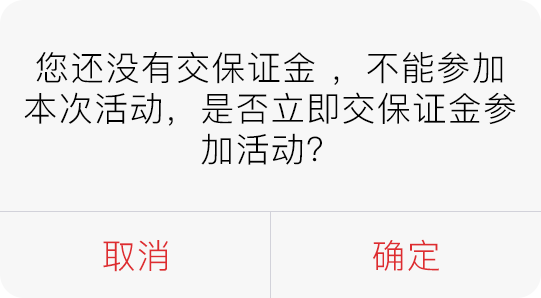 您还没有交保证金 ，不能参加
本次活动，是否立即交保证金参
加活动？
取消
确定